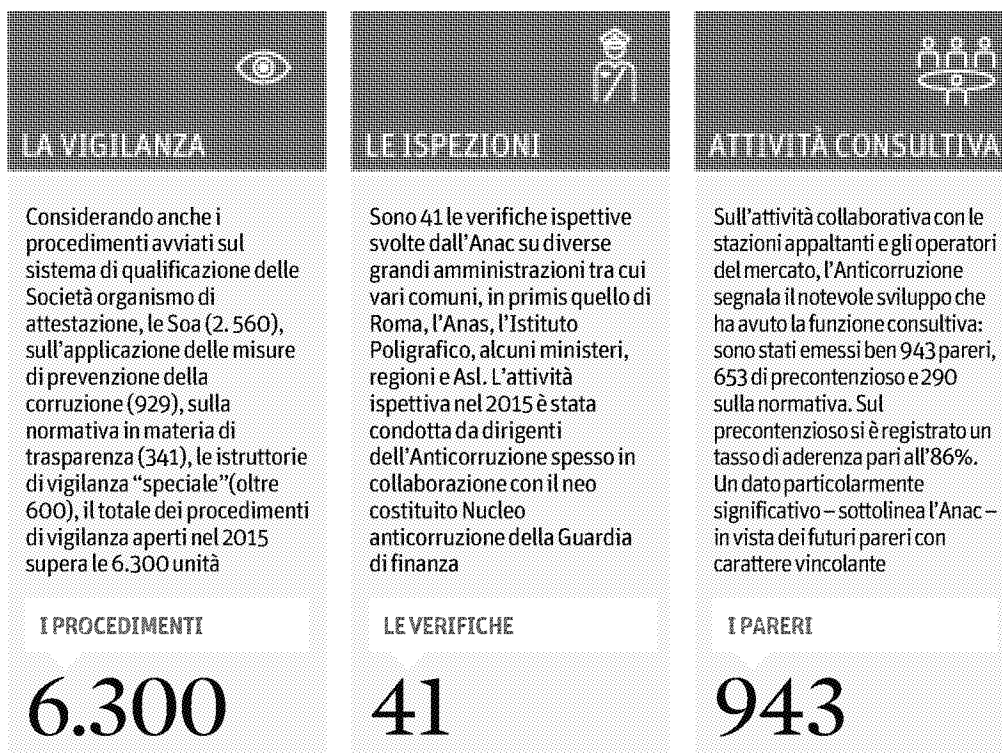 LA VIGILANZA
Considerando anche i
procedimenti avviati sul
sistema di qualificazione delle
Società organismo di
attestazione, le Soa (2.560),
sull'applicazione delle misure
di prevenzione della
corruzione (929), sulla
normativa in materia di
trasparenza (341), le istruttorie
di vigilanza "speciale"(oltre
600), il totale dei procedimenti
di vigilanza aperti nel 2015
supera le 6.300 unità
I PROCEDIMENTI
6.300
LE ISPEZIONI
Sono 41 le verifiche ispettive
svolte dall'Anac su diverse
grandi amministrazioni tra cui
vari comuni, in primis quello di
Roma, l'Anas, l'Istituto
Poligrafico, alcuni ministeri,
regioni e Asl. L'attività
ispettiva nel 2015 è stata
condotta da dirigenti
dell'Anticorruzione spesso in
collaborazione con il neo
costituito Nucleo
anticorruzione della Guardia
di finanza
LE VERIFICHE
41
ATTIVITÀ CONSULTIVA
Sull'attività collaborativa con le
stazioni appaltanti e gli operatori
del mercato, l'Anticorruzione
segnala il notevole sviluppo che
ha avuto la funzione consultiva:
sono stati emessi ben 943 pareri,
653 di precontenzioso e 290
sulla normativa. Sul
precontenzioso si è registrato un
tasso di aderenza pari all'86%.
Un dato particolarmente
significativo – sottolinea l'Anac –
in vista dei futuri pareri con
carattere vincolante
I PARERI
943